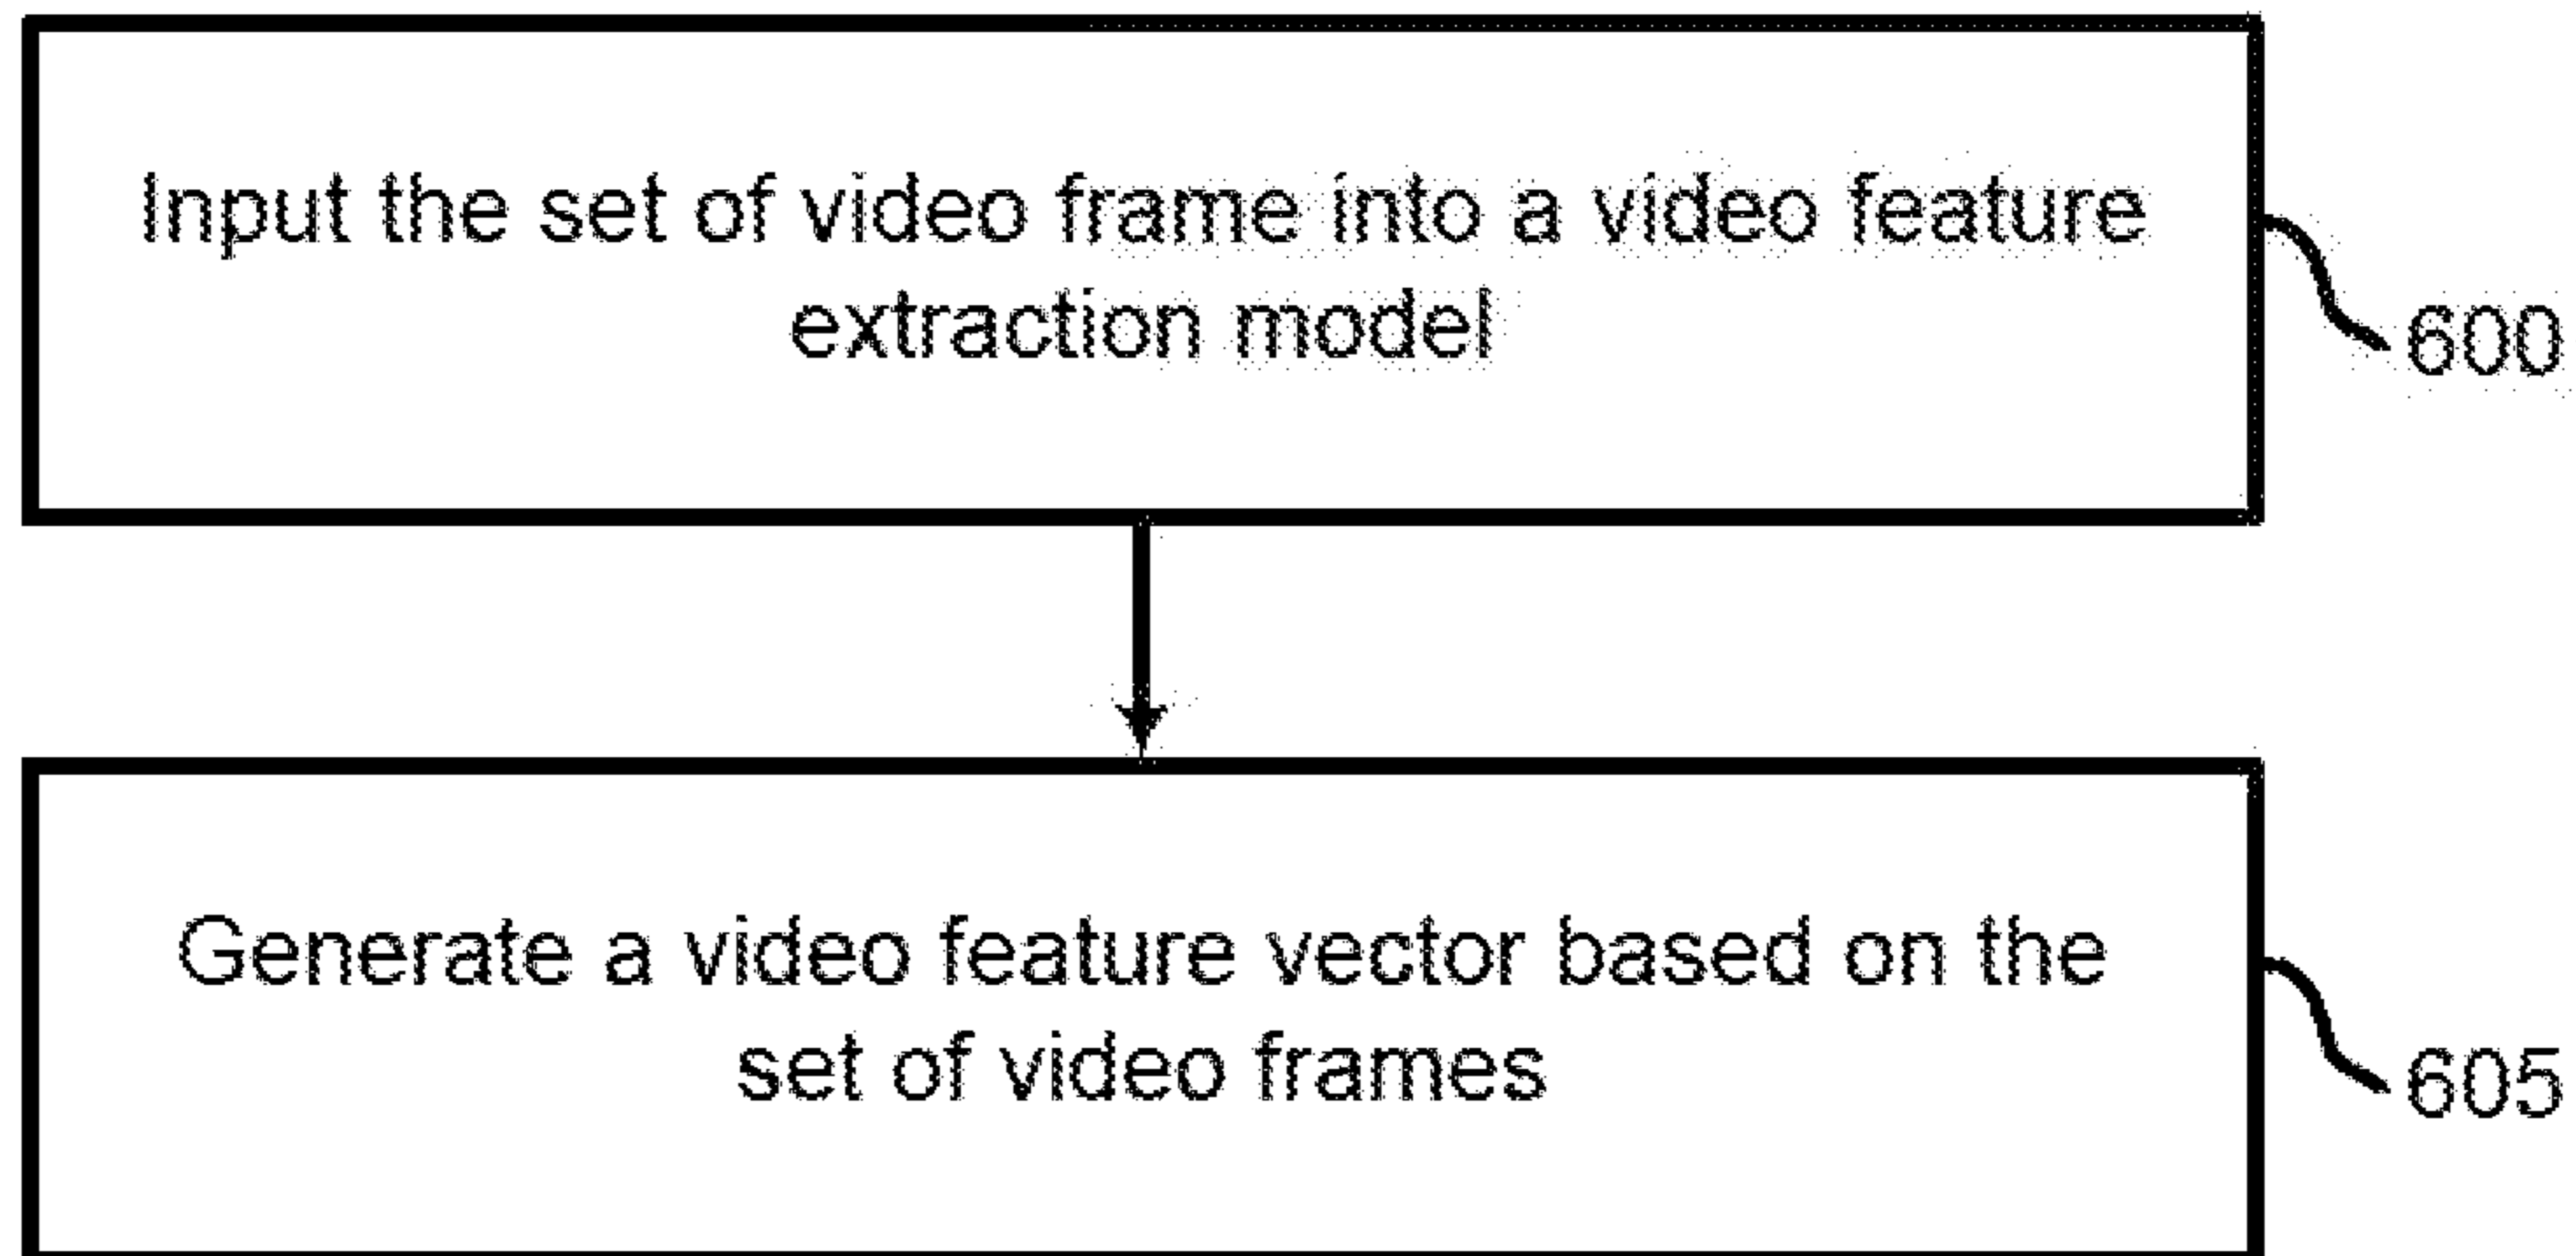 Input the set of video frame into a video feature
extraction model
600
Generate a video feature vector based on the
set of video frames
605